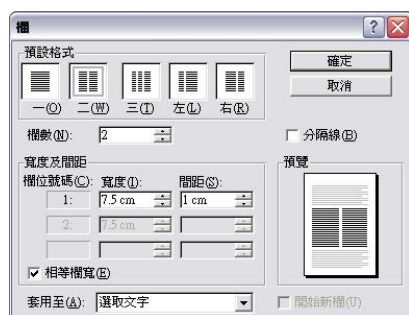 欄
預設格式
一(O) 二(W) 三(T) 左(L) 右(R)
確定
取消
欄數(N): 2
分隔線(B)
寬度及間距
欄位號碼(C): 寬度(I): 間距(S):
1: 7.5 cm 1 cm
2: 7.5 cm
相等欄寬(E)
預覽
套用至(A): 選取文字
開始新欄(U)